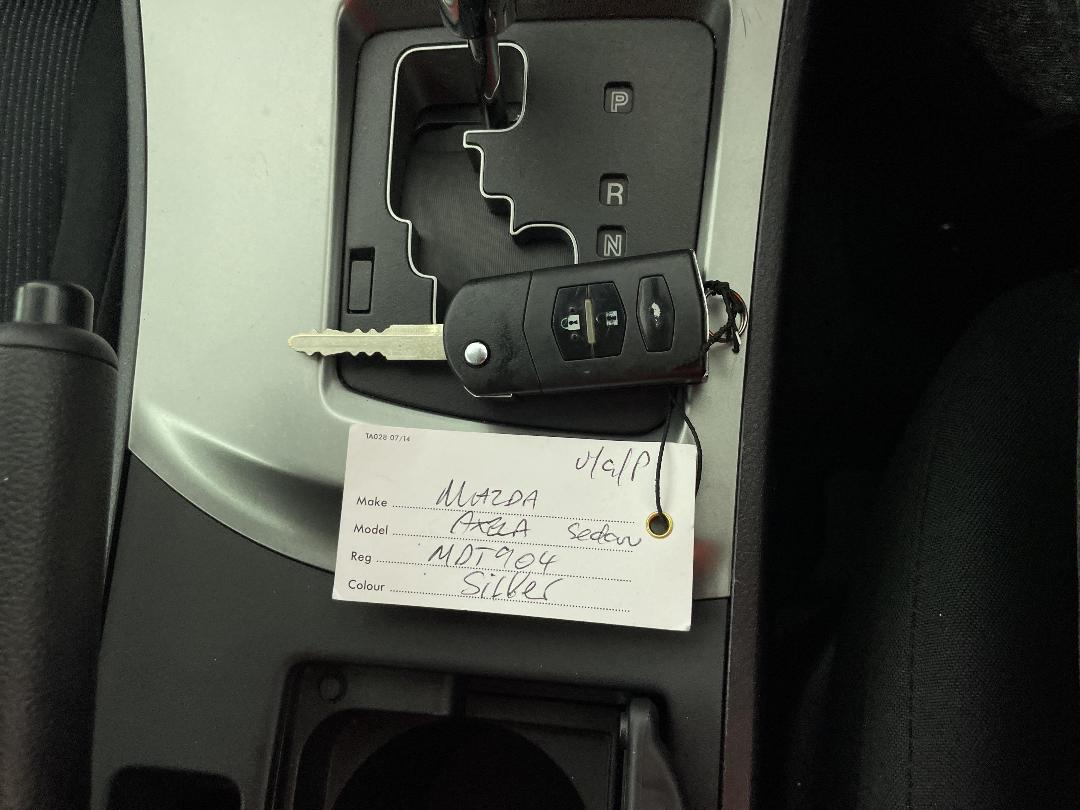 P
R
N
TA028 07/14
Make MAZDA
Model AXELA Sedan
Reg MDT904
Colour Silver